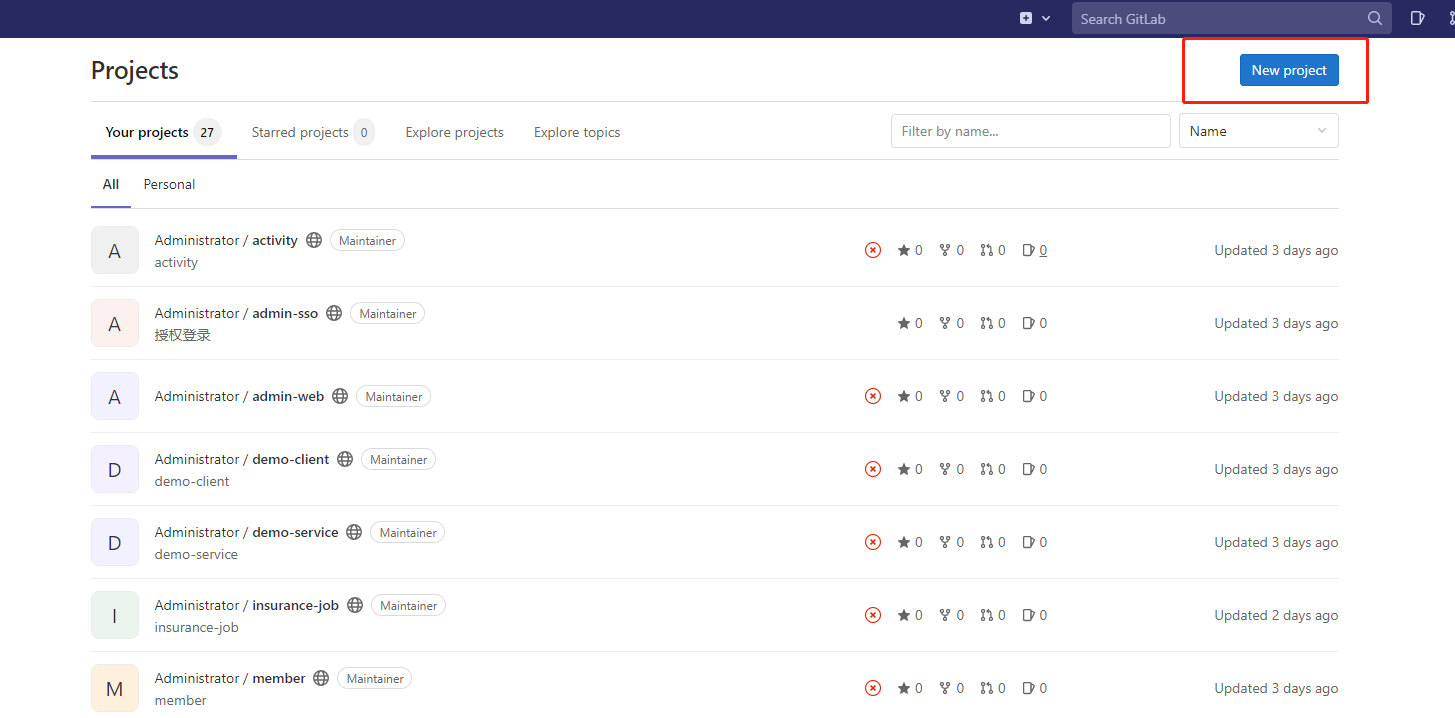 Search GitLab
Projects
New project
Your projects 27 Starred projects 0 Explore projects Explore topics Filter by name... Name
All Personal
A Administrator / activity Maintainer 0 0 0 0 Updated 3 days ago
activity
A Administrator / admin-sso Maintainer 0 0 0 0 Updated 3 days ago
授权登录
A Administrator / admin-web Maintainer 0 0 0 0 Updated 3 days ago
D Administrator / demo-client Maintainer 0 0 0 0 Updated 3 days ago
demo-client
D Administrator / demo-service Maintainer 0 0 0 0 Updated 3 days ago
demo-service
I Administrator / insurance-job Maintainer 0 0 0 0 Updated 2 days ago
insurance-job
M Administrator / member Maintainer 0 0 0 0 Updated 3 days ago
member